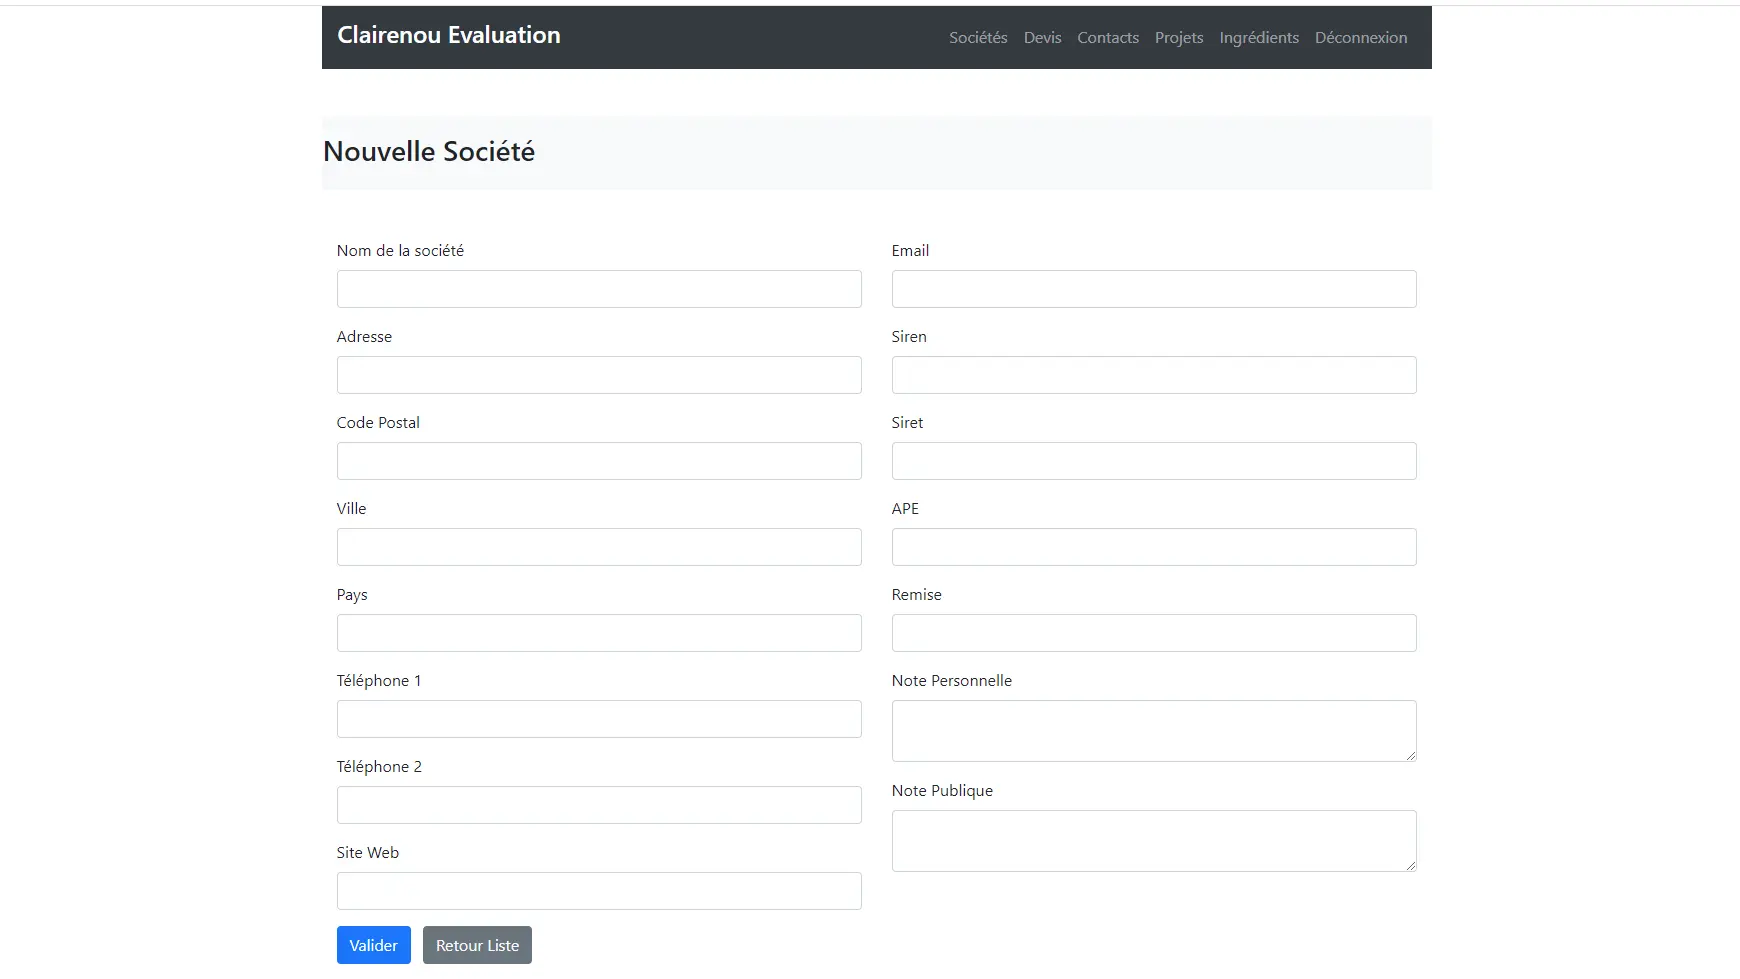 Clairenou Evaluation
Sociétés Devis Contacts Projets Ingrédients Déconnexion
Nouvelle Société
Nom de la société
Adresse
Code Postal
Ville
Pays
Téléphone 1
Téléphone 2
Site Web
Email
Siren
Siret
APE
Remise
Note Personnelle
Note Publique
Valider Retour Liste